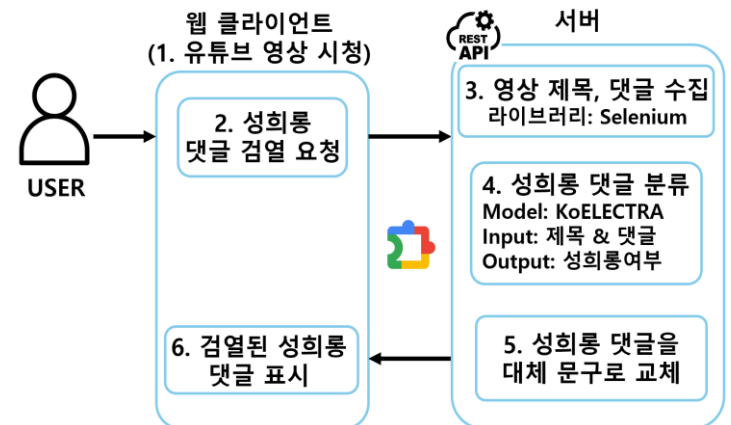 웹 클라이언트
(1. 유튜브 영상 시청)
USER
2. 성희롱
댓글 검열 요청
6. 검열된 성희롱
댓글 표시
REST
API
서버
3. 영상 제목, 댓글 수집
라이브러리: Selenium
4. 성희롱 댓글 분류
Model: KoELECTRA
Input: 제목 & 댓글
Output: 성희롱여부
5. 성희롱 댓글을
대체 문구로 교체